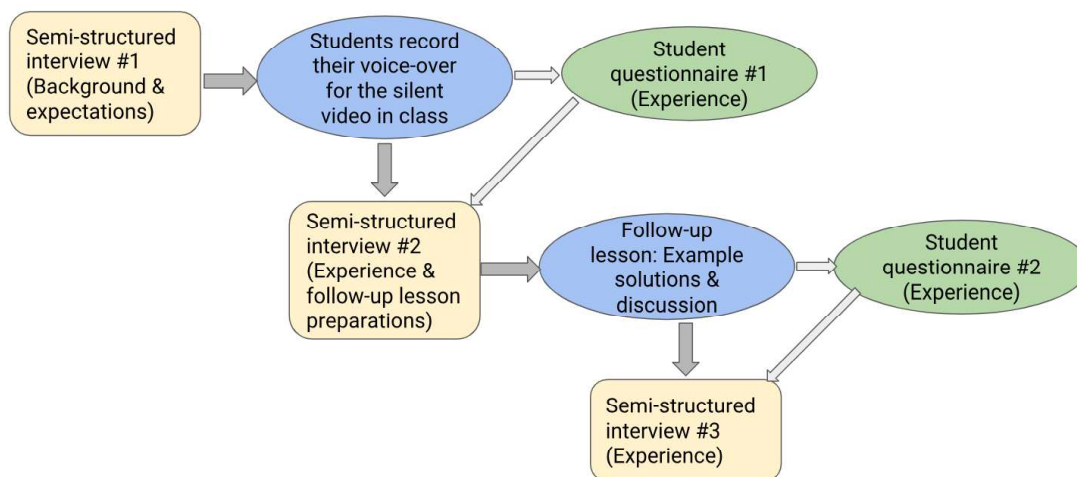 Semi-structured
interview #1
(Background &
expectations)
Students record
their voice-over
for the silent
video in class
Student
questionnaire #1
(Experience)
Semi-structured
interview #2
(Experience &
follow-up lesson
preparations)
Follow-up
lesson: Example
solutions &
discussion
Student
questionnaire #2
(Experience)
Semi-structured
interview #3
(Experience)